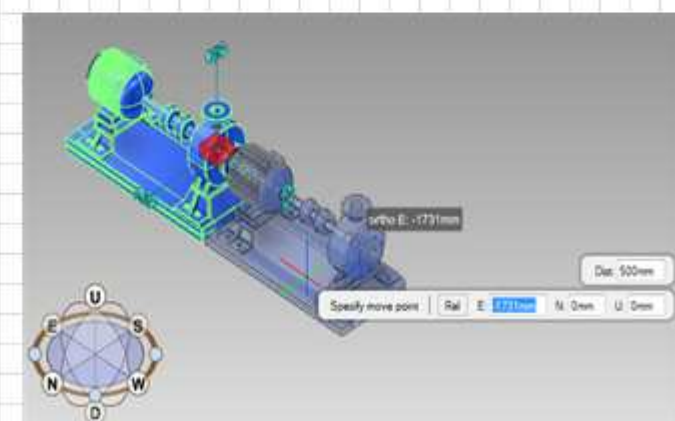 ortho E: -1731mm
Dist: 500mm
Specify move point Rel E: -1731mm N: 0mm U: 0mm
U
E S
N W
D